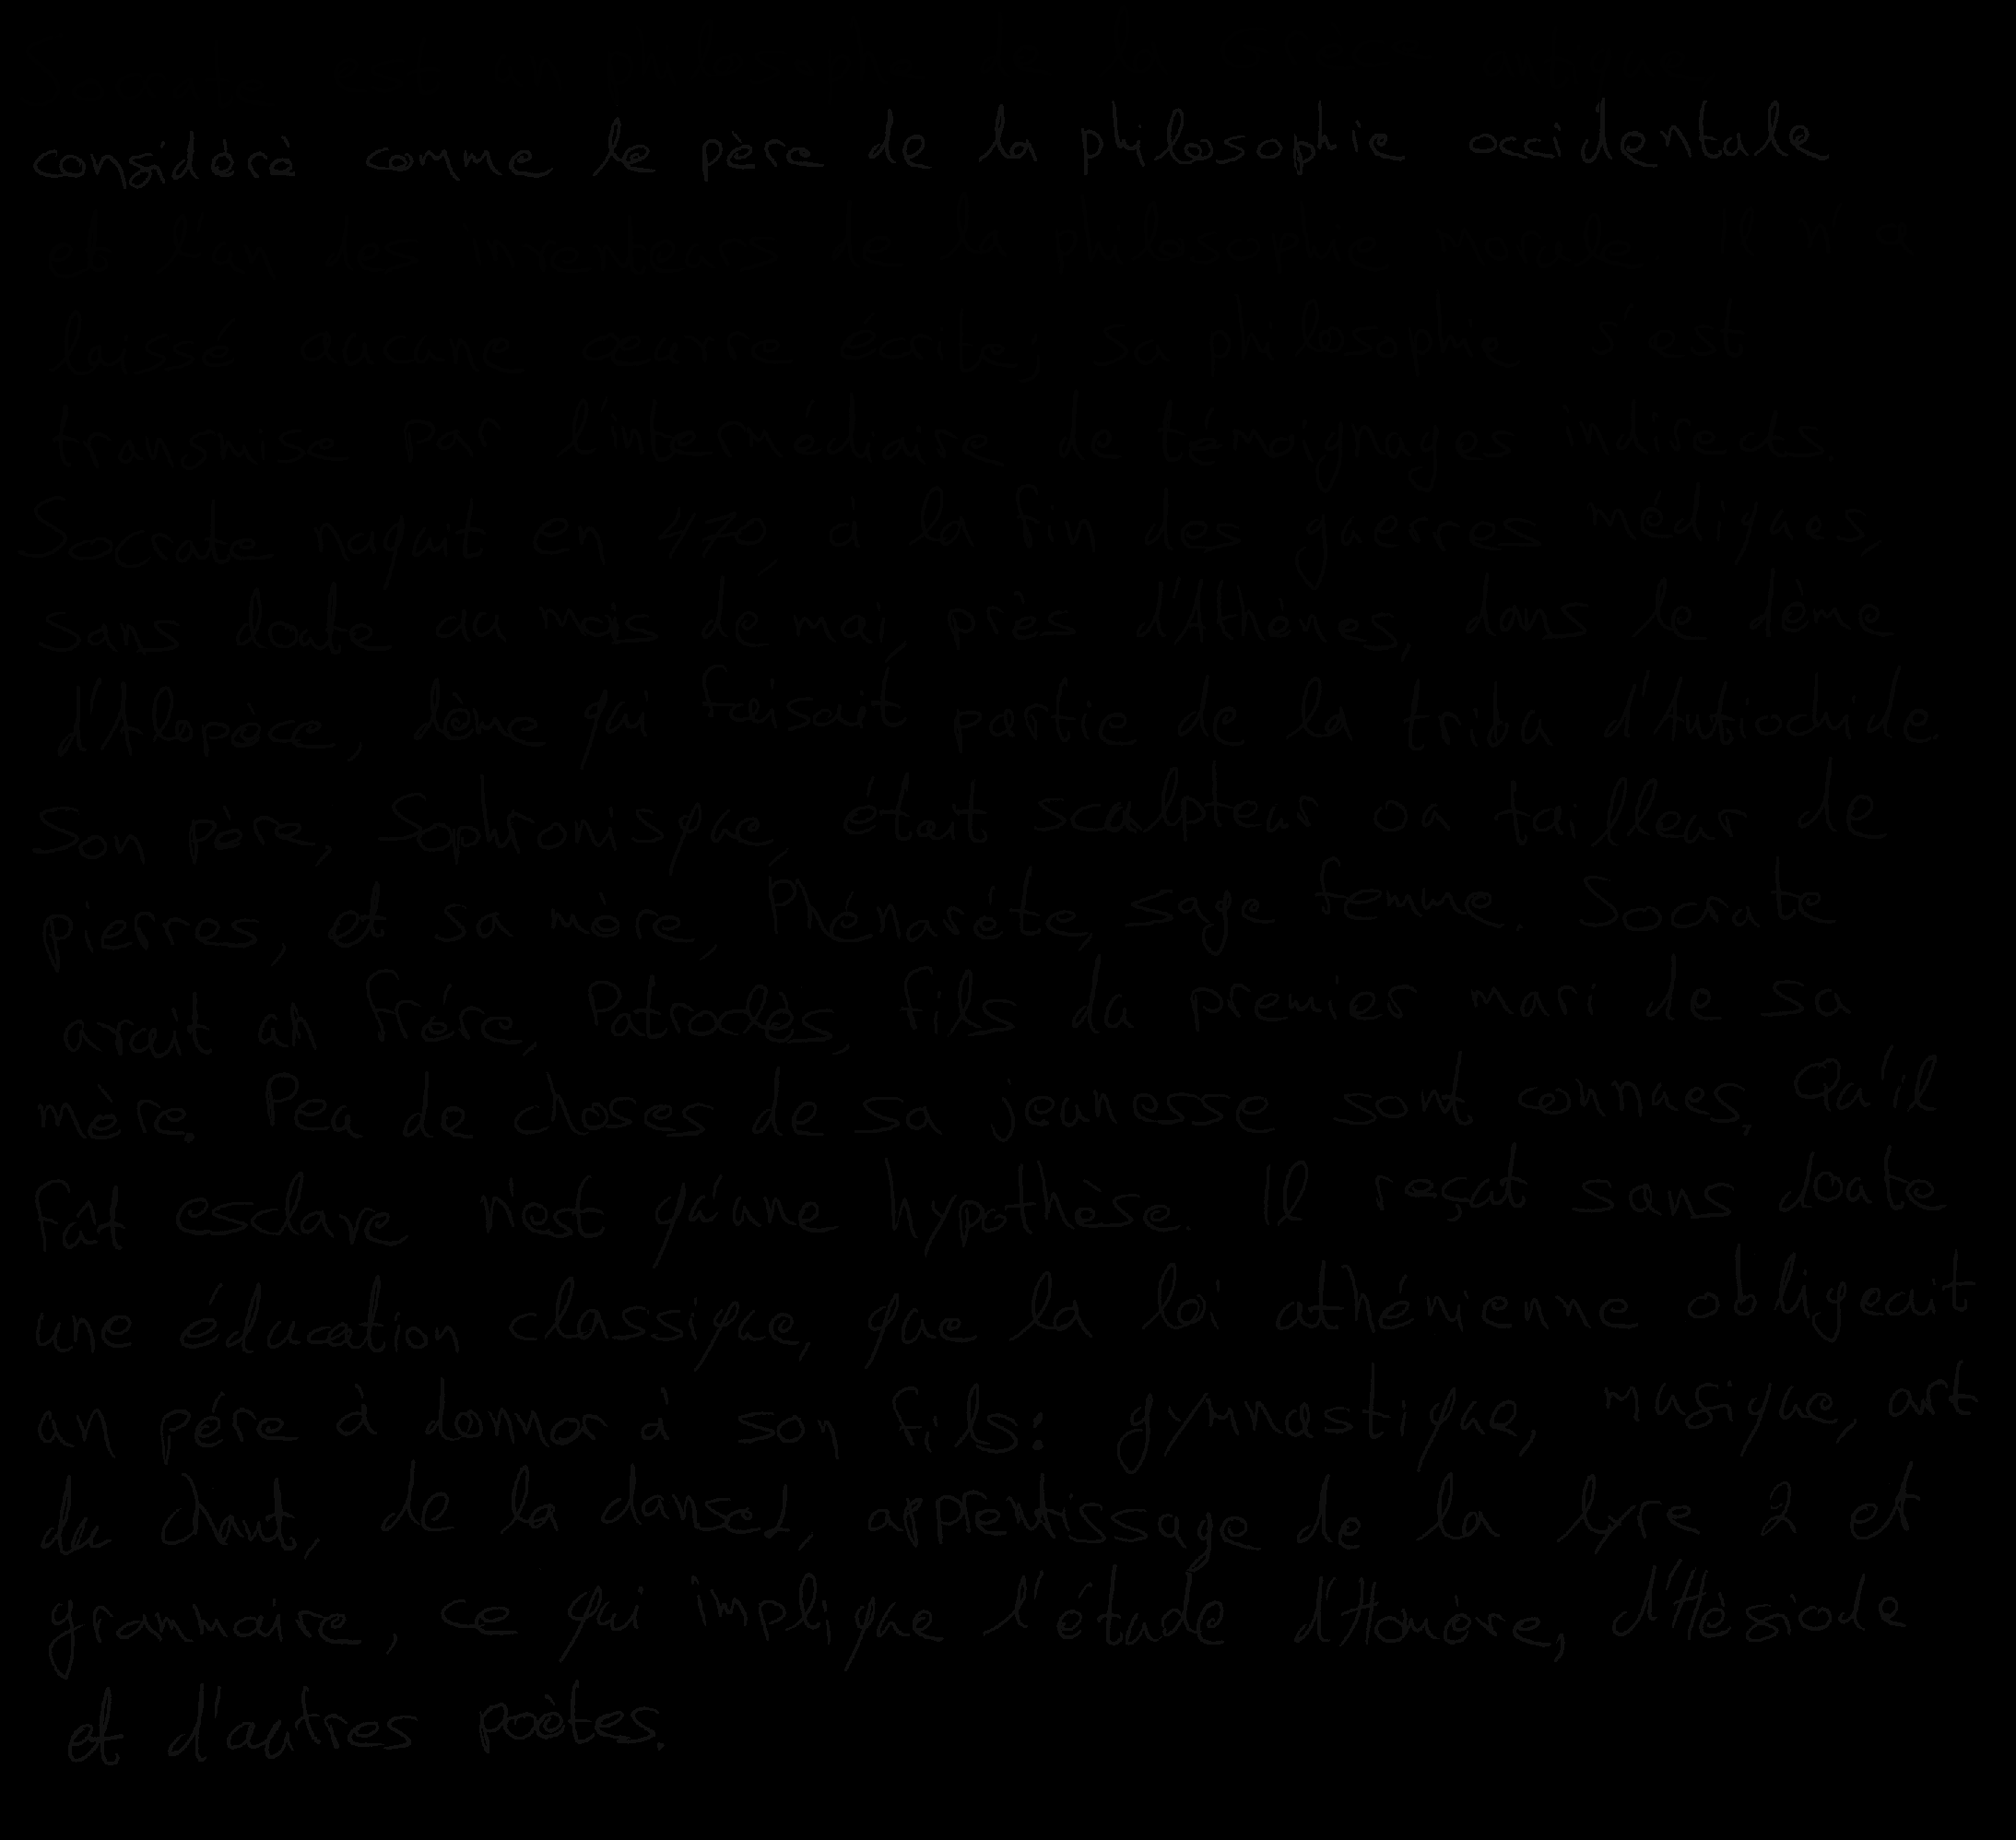 considéré comme le père de la philosophie occidentale
et l'un des inventeurs de la philosophie morale Il n'a
laissé aucune œuvre écrite; sa philosophie s'est
transmise par l'intermédiaire de témoignages indirects.
Socrate naquit en 470, à la fin des guerres médiques,
sans doute au mois de mai, près d'Athènes, dans le dème
d'Alopèce, dème qui faisait partie de la tribu d'Antiochide
Son père, Sophronisque, était sculpteur ou tailleur de
pierres, et sa mère, Phénarète, sage femme. Socrate
avait un frère, Patroclès, fils du premier mari de sa
mère. Peu de choses de sa jeunesse sont connues, Qu'il
fût esclave n'est qu'une hypothèse. Il reçut sans doute
une éducation classique, que la loi athénienne obligeait
un père à donner à son fils: gymnastique, musique, art
du chant, de la danse1, apprentissage de la lyre 2 et
grammaire, ce qui implique l'étude d'Homère, d'Hésiode
et d'autres poètes.